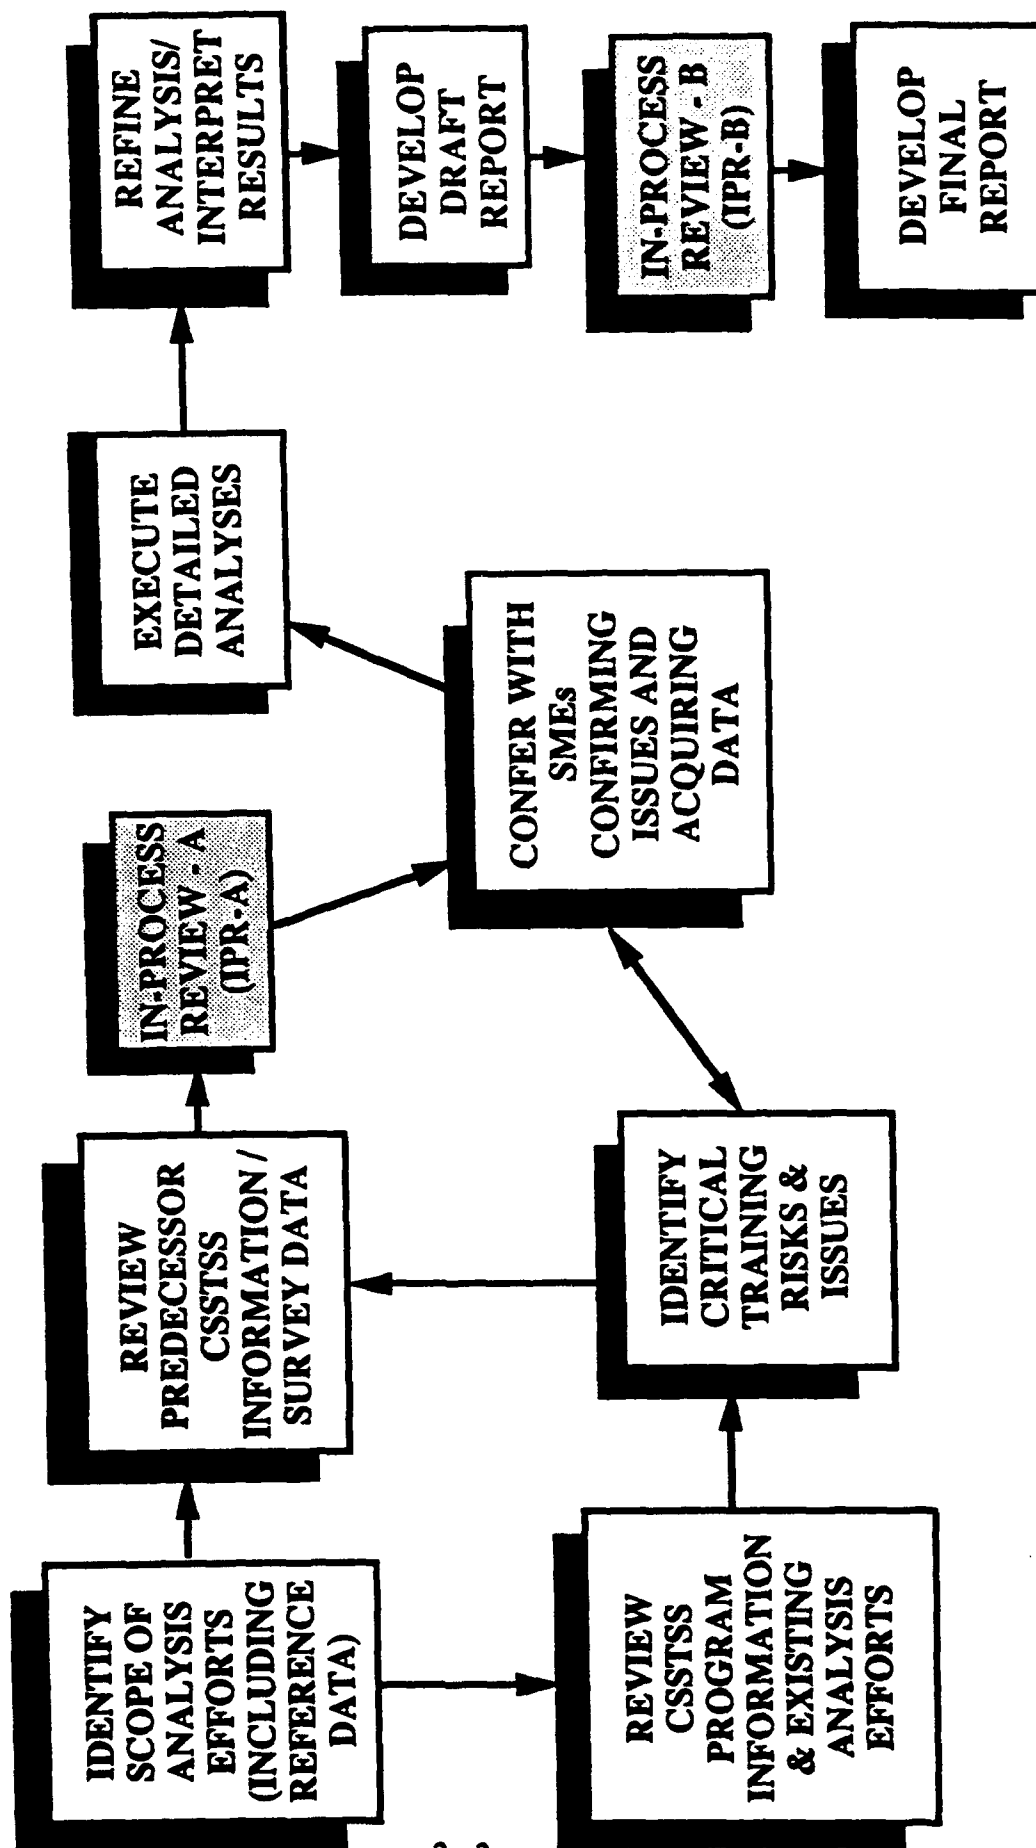 IDENTIFY
SCOPE OF
ANALYSIS
EFFORTS
(INCLUDING
REFERENCE
DATA)
REVIEW
PREDECESSOR
CSSTSS
INFORMATION /
SURVEY DATA
IN-PROCESS
REVIEW - A
(IPR-A)
EXECUTE
DETAILED
ANALYSES
REFINE
ANALYSIS/
INTERPRET
RESULTS
REVIEW
CSSTSS
PROGRAM
INFORMATION
& EXISTING
ANALYSIS
EFFORTS
IDENTIFY
CRITICAL
TRAINING
RISKS &
ISSUES
CONFER WITH
SMEs
CONFIRMING
ISSUES AND
ACQUIRING
DATA
DEVELOP
DRAFT
REPORT
IN-PROCESS
REVIEW - B
(IPR-B)
DEVELOP
FINAL
REPORT